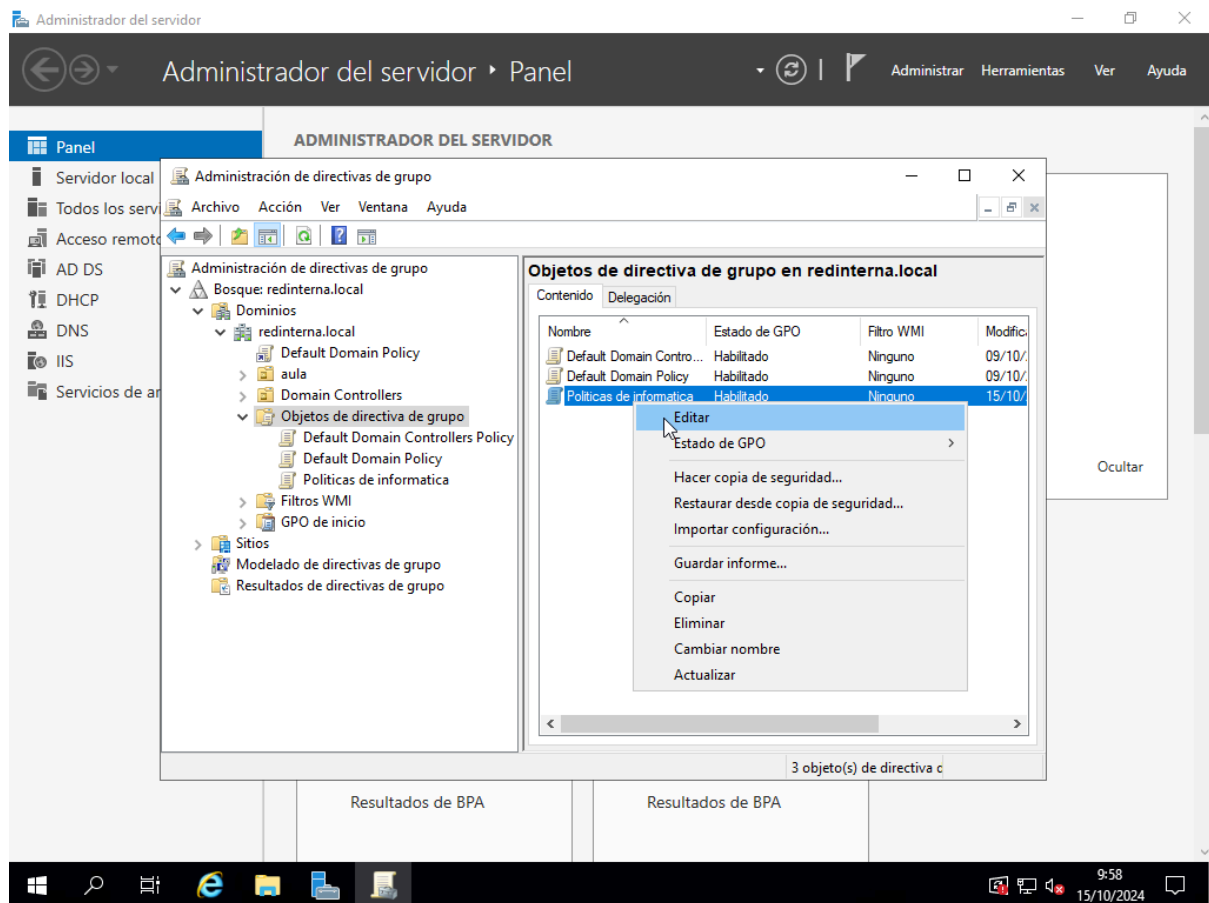 Administrador del servidor
Administrador del servidor • Panel
Administrar Herramientas Ver Ayuda
ADMINISTRADOR DEL SERVIDOR
Panel
Servidor local
Todos los servi
Acceso remoto
AD DS
DHCP
DNS
IIS
Servicios de ar
Administración de directivas de grupo
Archivo Acción Ver Ventana Ayuda
Administración de directivas de grupo
Bosque: redinterna.local
Dominios
redinterna.local
Default Domain Policy
aula
Domain Controllers
Objetos de directiva de grupo
Default Domain Controllers Policy
Default Domain Policy
Politicas de informatica
Filtros WMI
GPO de inicio
Sitios
Modelado de directivas de grupo
Resultados de directivas de grupo
Objetos de directiva de grupo en redinterna.local
Contenido Delegación
Nombre Estado de GPO Filtro WMI Modific
Default Domain Contro... Habilitado Ninguno 09/10/
Default Domain Policy Habilitado Ninguno 09/10/
Politicas de informatica Habilitado Ninguno 15/10/
Editar
Estado de GPO
Hacer copia de seguridad...
Restaurar desde copia de seguridad...
Importar configuración...
Guardar informe...
Copiar
Eliminar
Cambiar nombre
Actualizar
3 objeto(s) de directiva d
Ocultar
Resultados de BPA
Resultados de BPA
9:58
15/10/2024